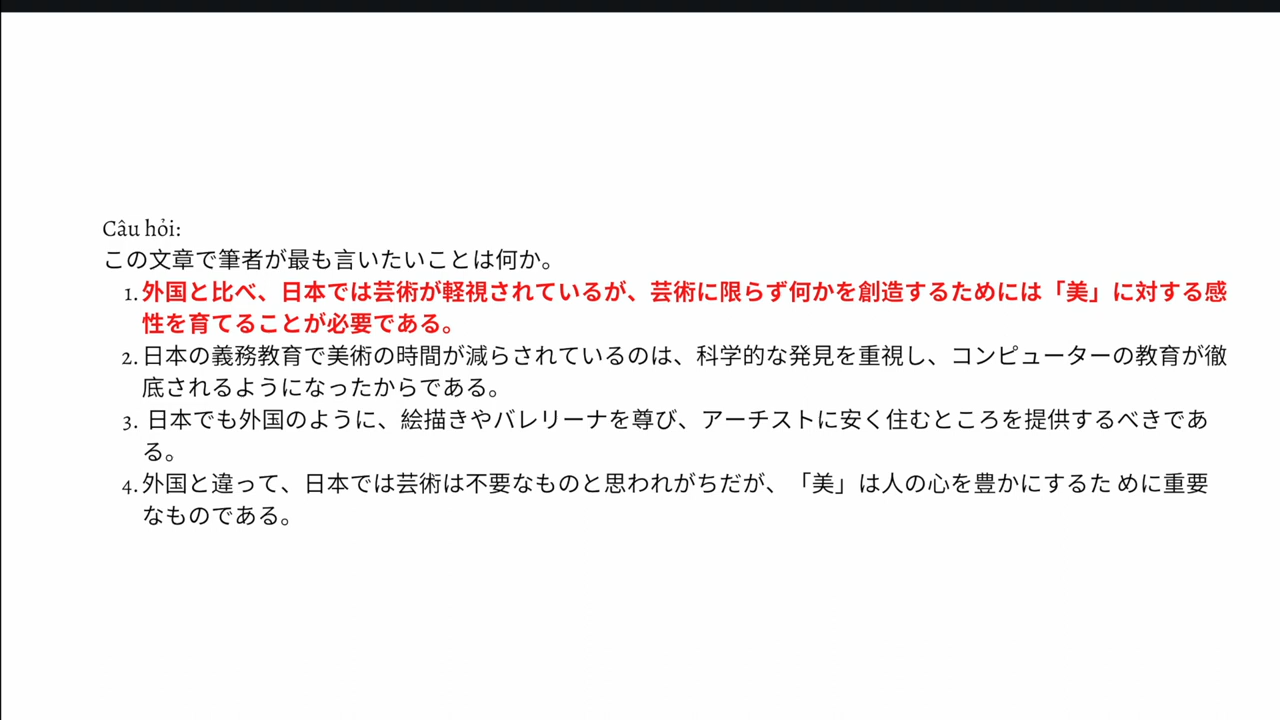 Câu hỏi:
この文章で筆者が最も言いたいことは何か。
1. 外国と比べ、日本では芸術が軽視されているが、芸術に限らず何かを創造するためには「美」に対する感
性を育てることが必要である。
2. 日本の義務教育で美術の時間が減らされているのは、科学的な発見を重視し、コンピューターの教育が徹
底されるようになったからである。
3. 日本でも外国のように、絵描きやバレリーナを尊び、アーチストに安く住むところを提供するべきであ
る。
4. 外国と違って、日本では芸術は不要なものと思われがちだが、「美」は人の心を豊かにするた めに重要
なものである。